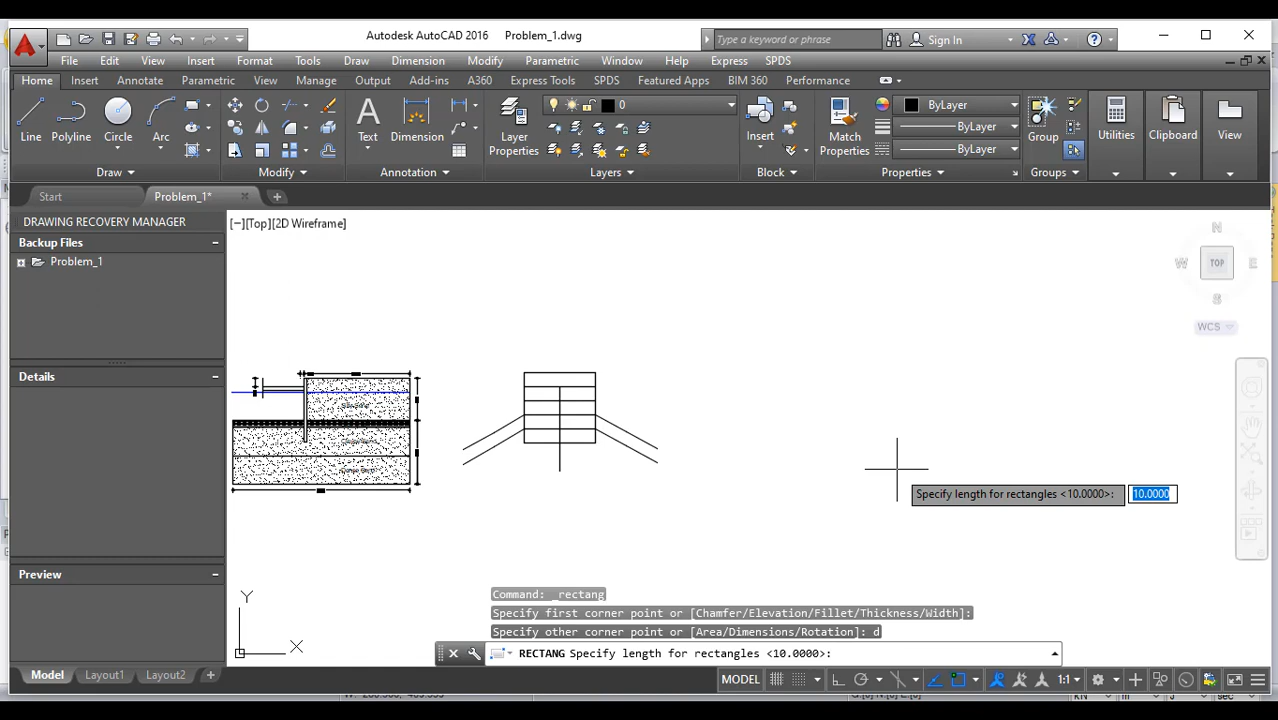 Autodesk AutoCAD 2016 Problem_1.dwg
Type a keyword or phrase
Sign In
File Edit View Insert Format Tools Draw Dimension Modify Parametric Window Help Express SPDS
Home Insert Annotate Parametric View Manage Output Add-ins A360 Express Tools SPDS Featured Apps BIM 360 Performance
Line Polyline Circle Arc Text Dimension Layer Properties 0 Insert Match Properties ByLayer ByLayer ByLayer Group Utilities Clipboard View
Draw Modify Annotation Layers Block Properties Groups
Start Problem_1*
DRAWING RECOVERY MANAGER
[−][Top][2D Wireframe]
Backup Files
Problem_1
N
W TOP E
S
WCS
Details
Specify length for rectangles <10.0000>: 10.0000
Preview
Y
X
Command: _rectang
Specify first corner point or [Chamfer/Elevation/Fillet/Thickness/Width]:
Specify other corner point or [Area/Dimensions/Rotation]: d
RECTANG Specify length for rectangles <10.0000>:
Model Layout1 Layout2 +
MODEL 1:1